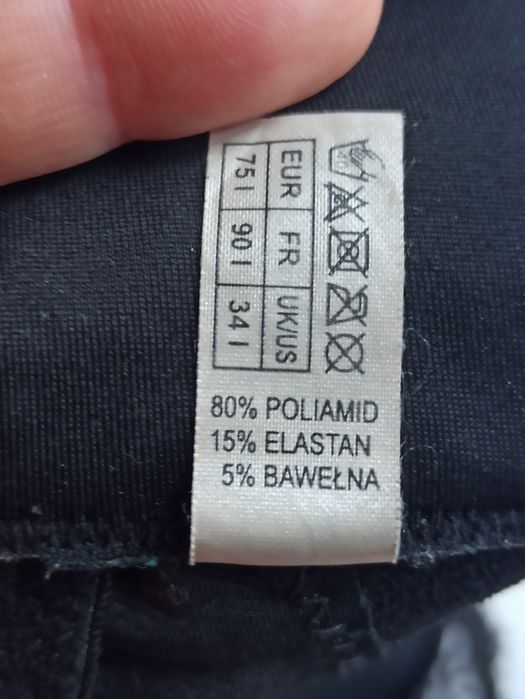 EUR FR UK/US
75 I 90 I 34 I
80% POLIAMID
15% ELASTAN
5% BAWEŁNA